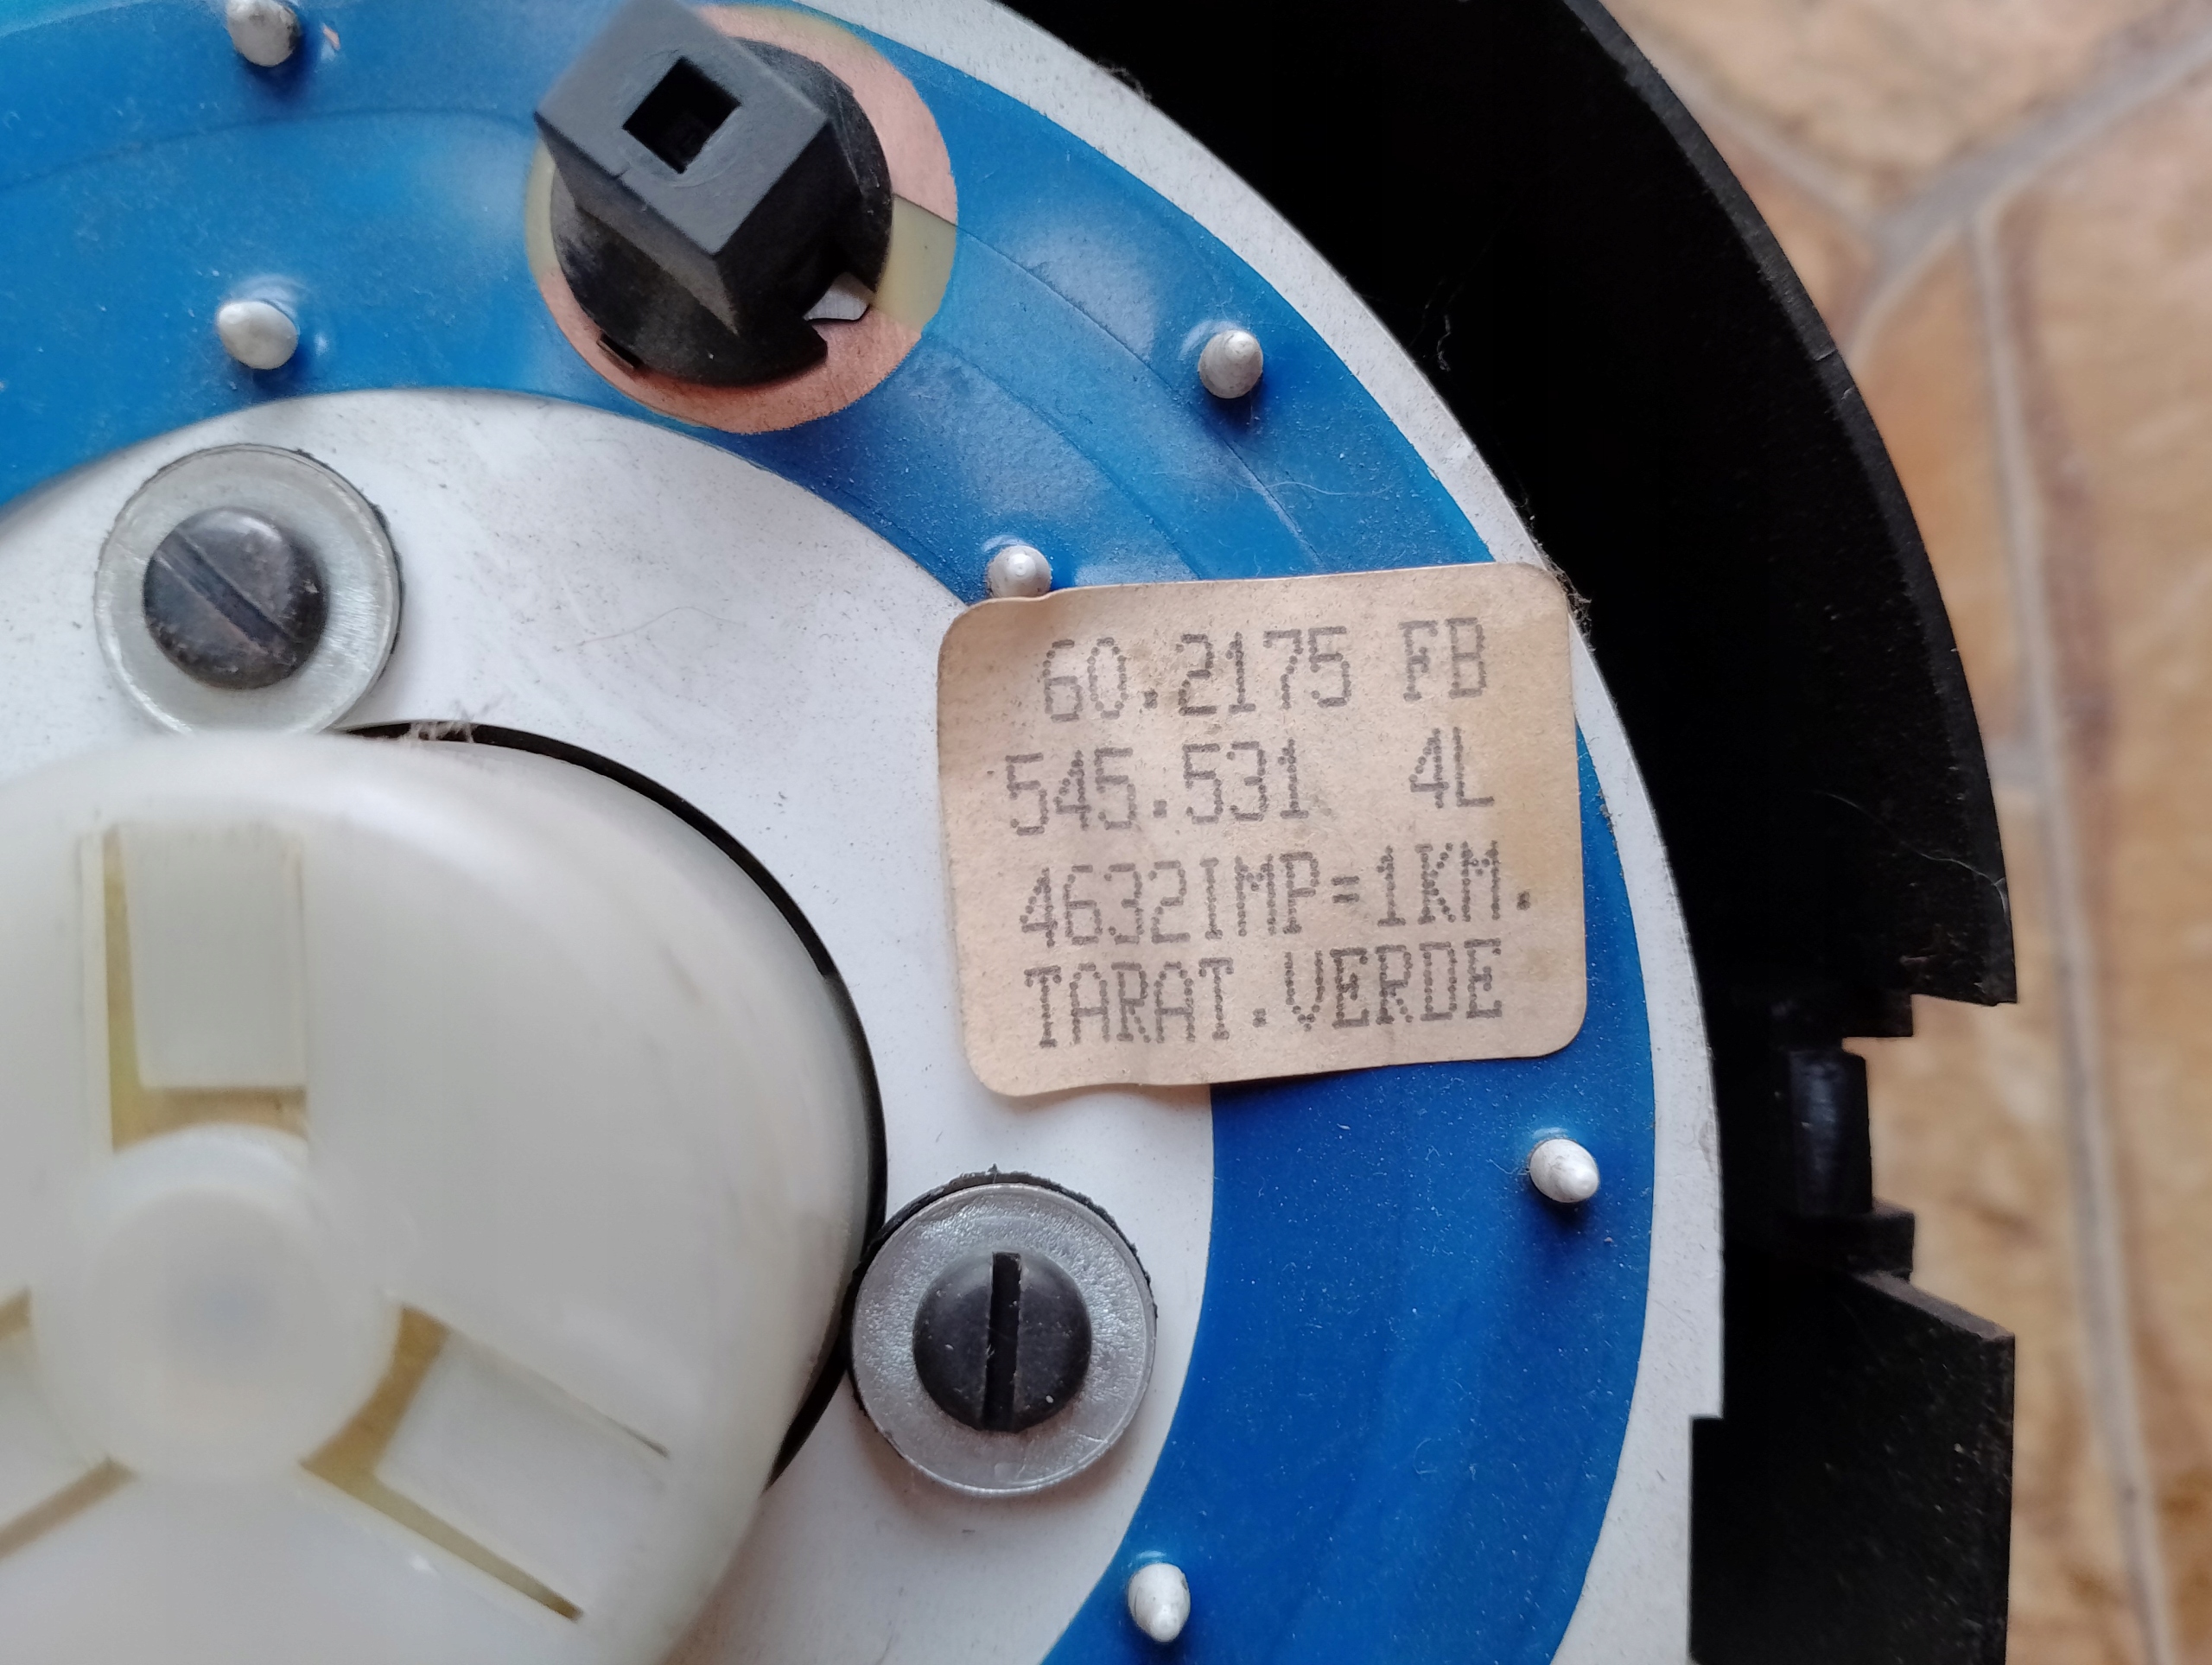 60.2175 FB
545.531 4L
4632IMP=1KM.
TARAT.VERDE